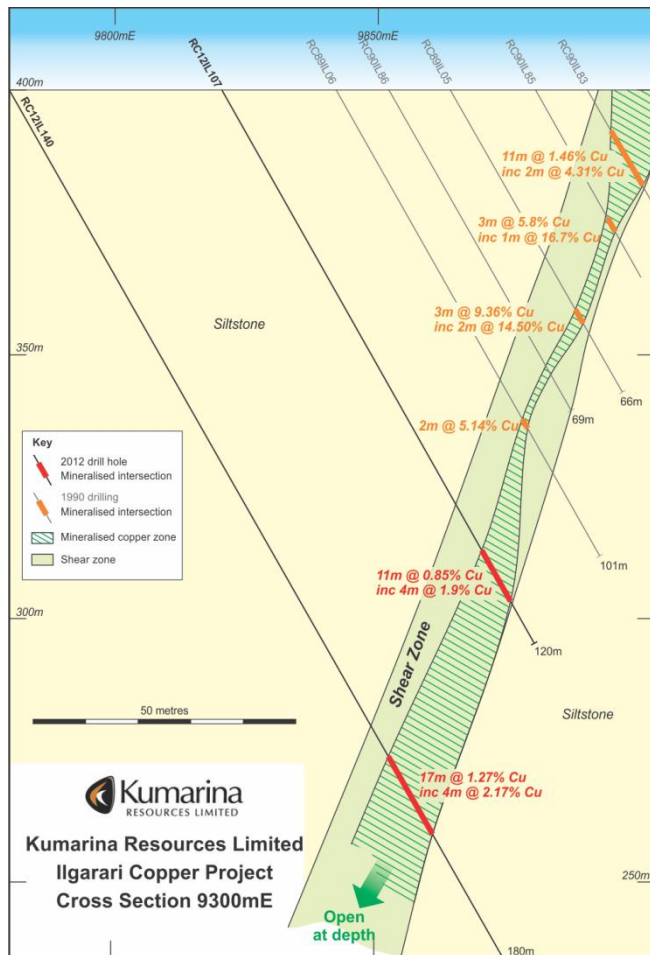 9800mE
9850mE
RC12IL107
RC89IL06
RC90IL86
RC89IL05
RC90IL85
RC90IL83
400m
RC12IL140
11m @ 1.46% Cu
inc 2m @ 4.31% Cu
3m @ 5.8% Cu
inc 1m @ 16.7% Cu
Siltstone
3m @ 9.36% Cu
inc 2m @ 14.50% Cu
350m
66m
69m
2m @ 5.14% Cu
Key
2012 drill hole
Mineralised intersection
1990 drilling
Mineralised intersection
Mineralised copper zone
Shear zone
101m
11m @ 0.85% Cu
inc 4m @ 1.9% Cu
300m
120m
Shear Zone
50 metres
Siltstone
17m @ 1.27% Cu
inc 4m @ 2.17% Cu
Kumarina
RESOURCES LIMITED
Kumarina Resources Limited
Ilgarari Copper Project
Cross Section 9300mE
250m
Open
at depth
180m